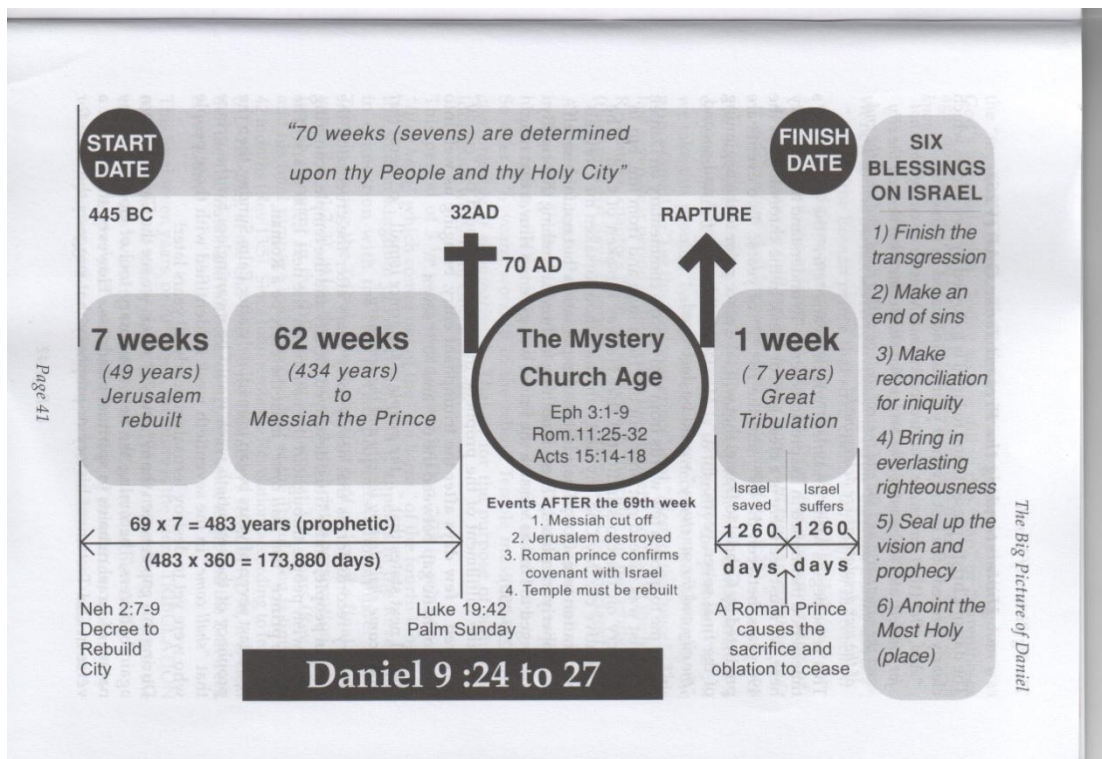 START
DATE
"70 weeks (sevens) are determined
upon thy People and thy Holy City"
FINISH
DATE
445 BC
32AD
70 AD
RAPTURE
7 weeks
(49 years)
Jerusalem
rebuilt
62 weeks
(434 years)
to
Messiah the Prince
The Mystery
Church Age
Eph 3:1-9
Rom.11:25-32
Acts 15:14-18
1 week
( 7 years)
Great
Tribulation
69 x 7 = 483 years (prophetic)
(483 x 360 = 173,880 days)
Neh 2:7-9
Decree to
Rebuild
City
Luke 19:42
Palm Sunday
Events AFTER the 69th week
1. Messiah cut off
2. Jerusalem destroyed
3. Roman prince confirms
covenant with Israel
4. Temple must be rebuilt
Israel
saved
1260
days
Israel
suffers
1260
days
A Roman Prince
causes the
sacrifice and
oblation to cease
SIX
BLESSINGS
ON ISRAEL
1) Finish the
transgression
2) Make an
end of sins
3) Make
reconciliation
for iniquity
4) Bring in
everlasting
righteousness
5) Seal up the
vision and
prophecy
6) Anoint the
Most Holy
(place)
Daniel 9 :24 to 27
Page 41
The Big Picture of Daniel